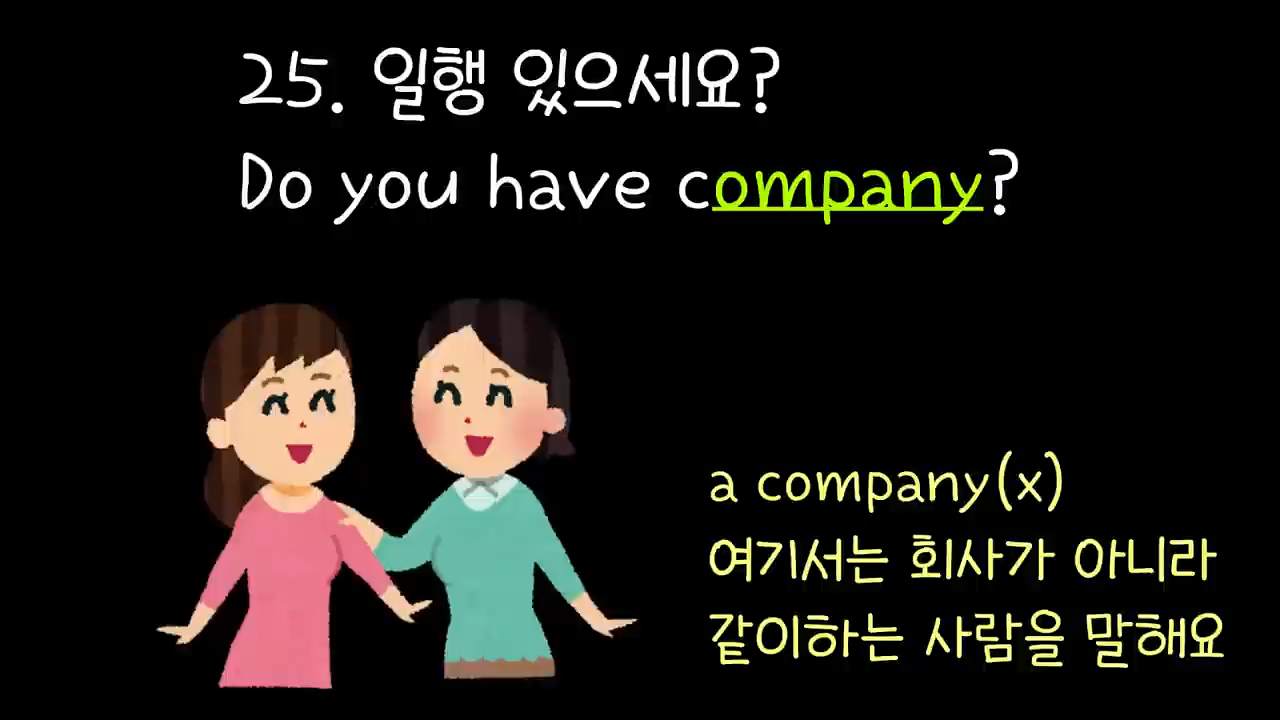 25. 일행 있으세요?
Do you have company?
a company(x)
여기서는 회사가 아니라
같이하는 사람을 말해요